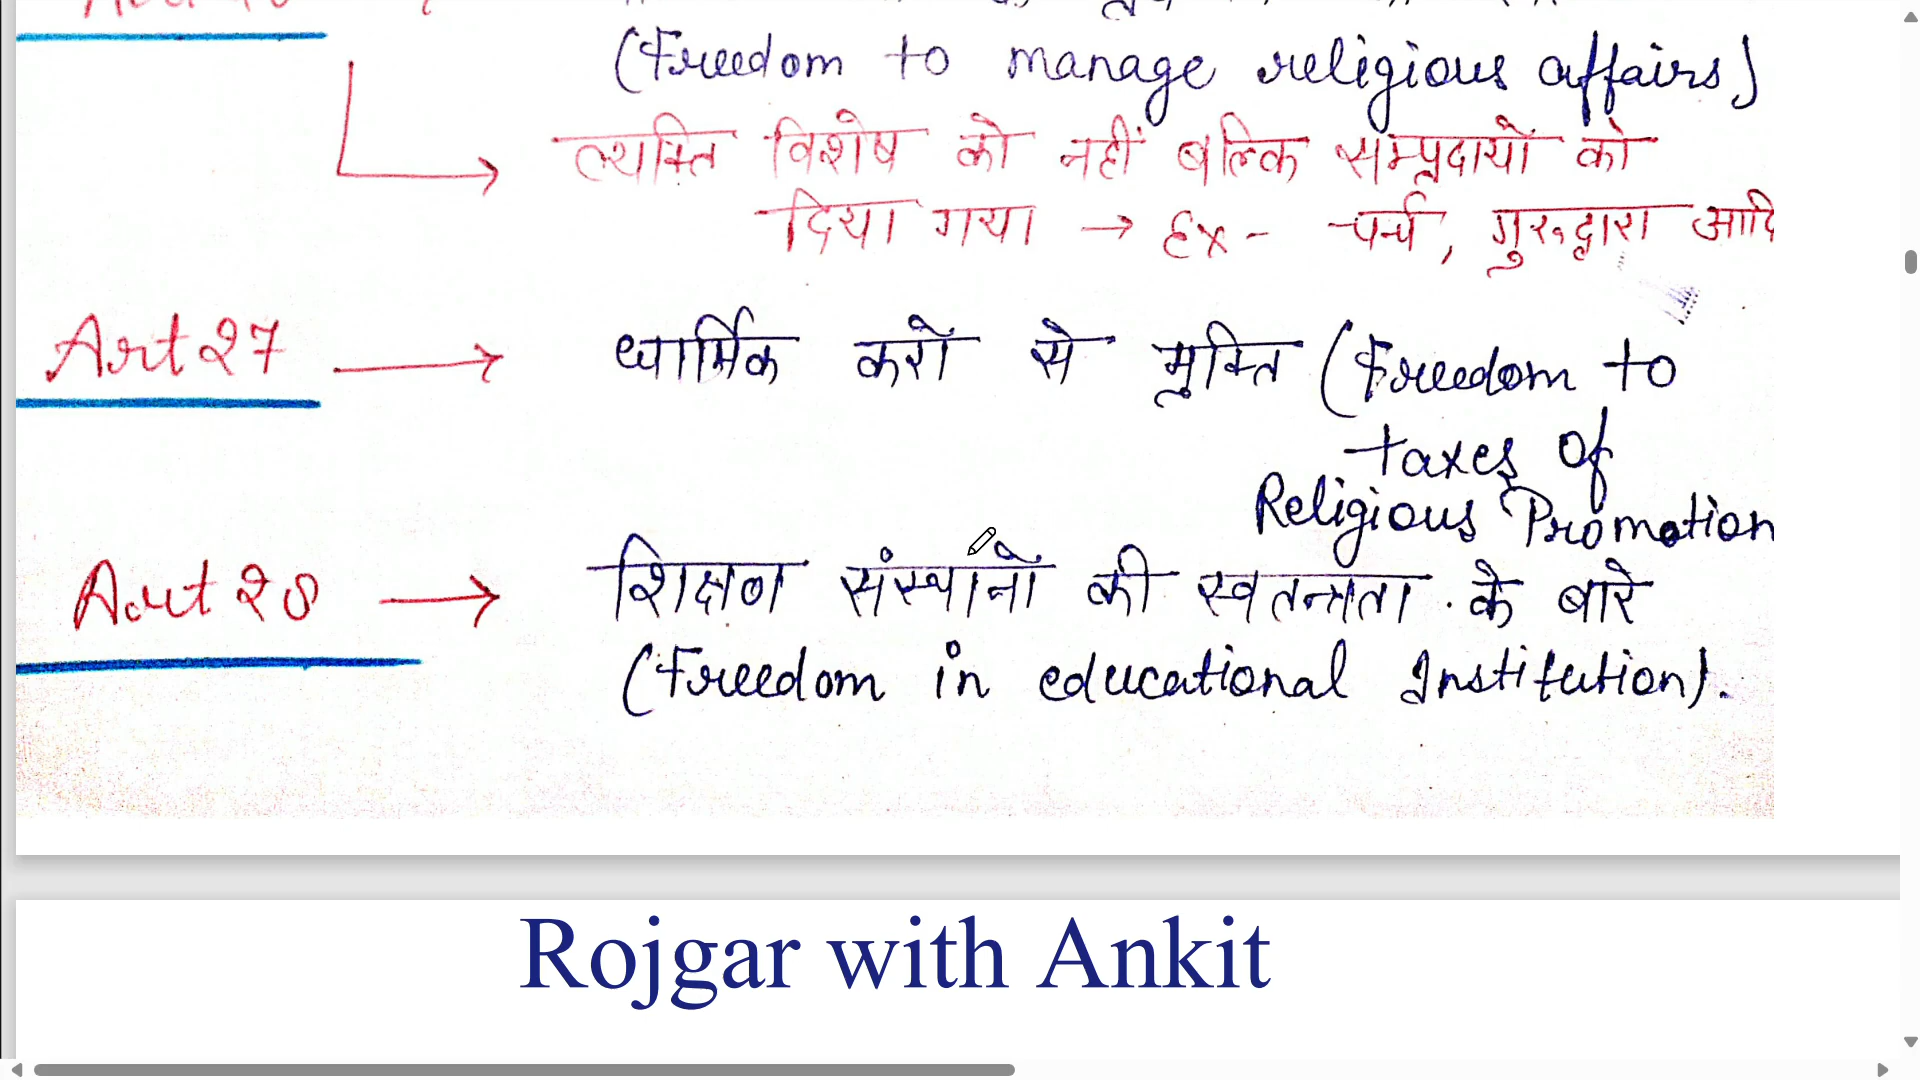 (Freedom to manage religious affairs)
व्यक्ति विशेष को नहीं बल्कि सम्प्रदायों को
दिया गया → Ex - चर्च, गुरुद्वारा आदि
Art 27 → धार्मिक करों से मुक्ति (Freedom to
taxes of
Religious Promotion
Art 28 → शिक्षण संस्थानों की स्वतन्त्रता . के बारे
(Freedom in educational Institution).
Rojgar with Ankit